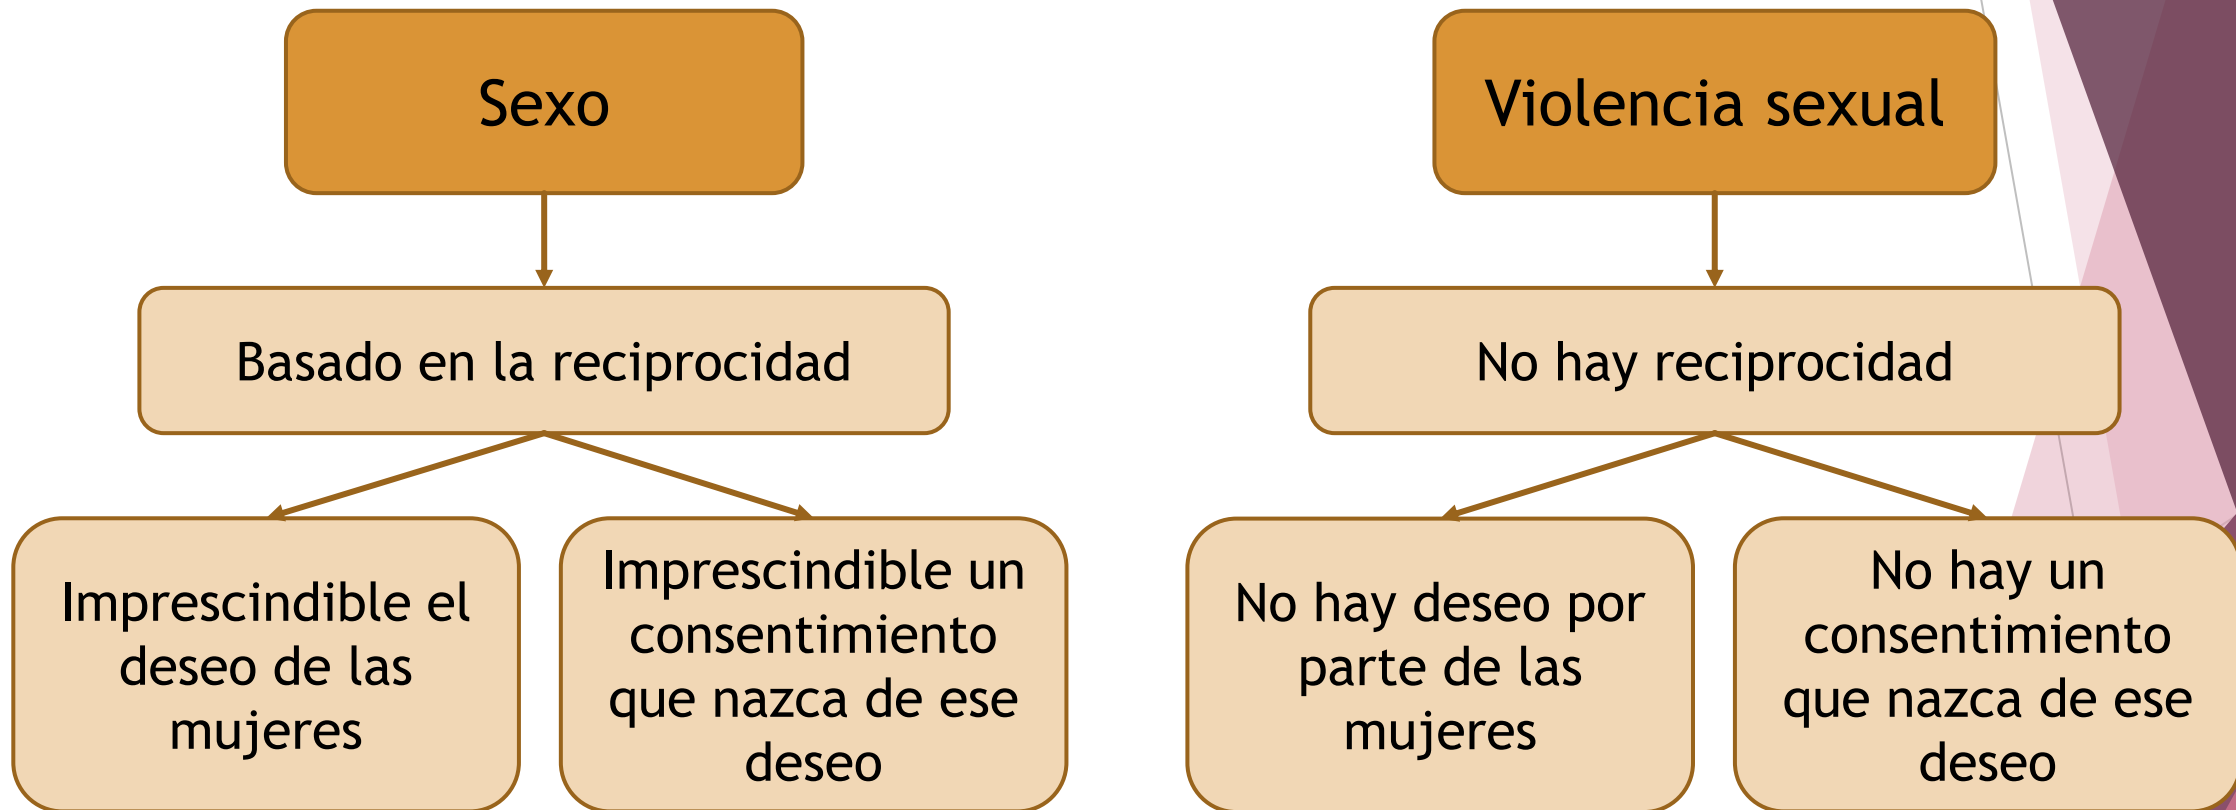 Sexo
Basado en la reciprocidad
Imprescindible el
deseo de las
mujeres
Imprescindible un
consentimiento
que nazca de ese
deseo
Violencia sexual
No hay reciprocidad
No hay deseo por
parte de las
mujeres
No hay un
consentimiento
que nazca de ese
deseo